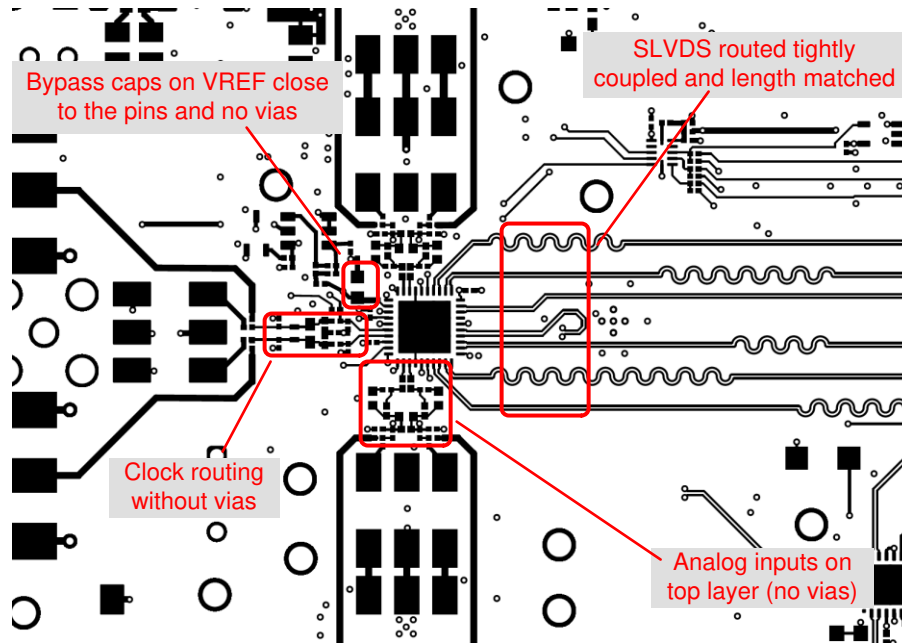 Bypass caps on VREF close
to the pins and no vias
SLVDS routed tightly
coupled and length matched
Clock routing
without vias
Analog inputs on
top layer (no vias)